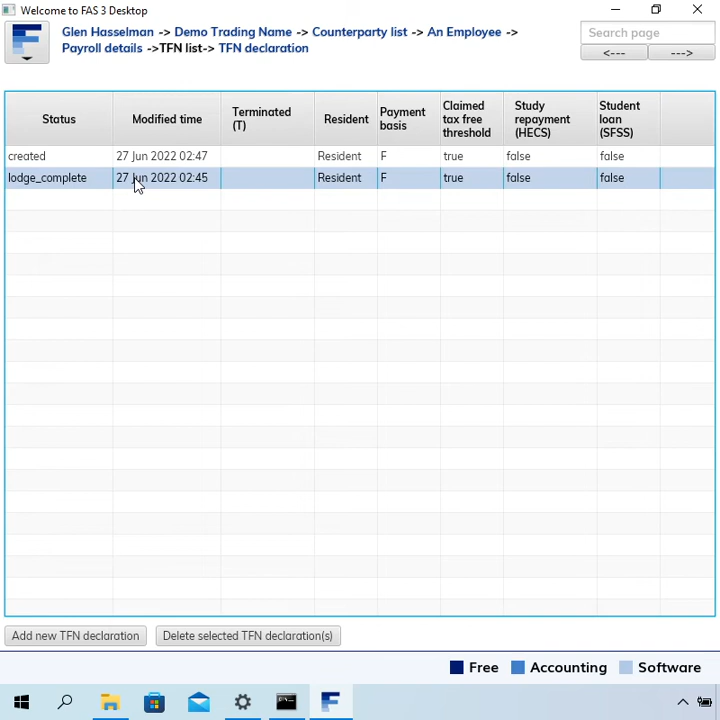 Welcome to FAS 3 Desktop
Glen Hasselman -> Demo Trading Name -> Counterparty list -> An Employee ->
Payroll details ->TFN list-> TFN declaration
Search page
<--- --->
Status Modified time Terminated (T) Resident Payment basis Claimed tax free threshold Study repayment (HECS) Student loan (SFSS)
created 27 Jun 2022 02:47 Resident F true false false
lodge_complete 27 Jun 2022 02:45 Resident F true false false
Add new TFN declaration Delete selected TFN declaration(s)
Free Accounting Software